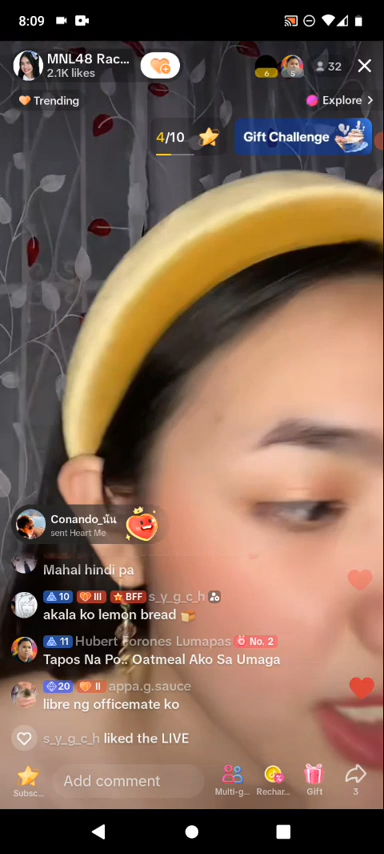 8:09
MNL48 Rac...
2.1K likes
6
5
32
Trending
Explore >
4/10
Gift Challenge
Conando_นั้น
sent Heart Me
Mahal hindi pa
10 III BFF s_y_g_c_h
akala ko lemon bread
11 Hubert Forones Lumapas No. 2
Tapos Na Po.. Oatmeal Ako Sa Umaga
20 II appa.g.sauce
libre ng officemate ko
s_y_g_c_h liked the LIVE
Subsc...
Add comment
Multi-g...
Rechar...
Gift
3